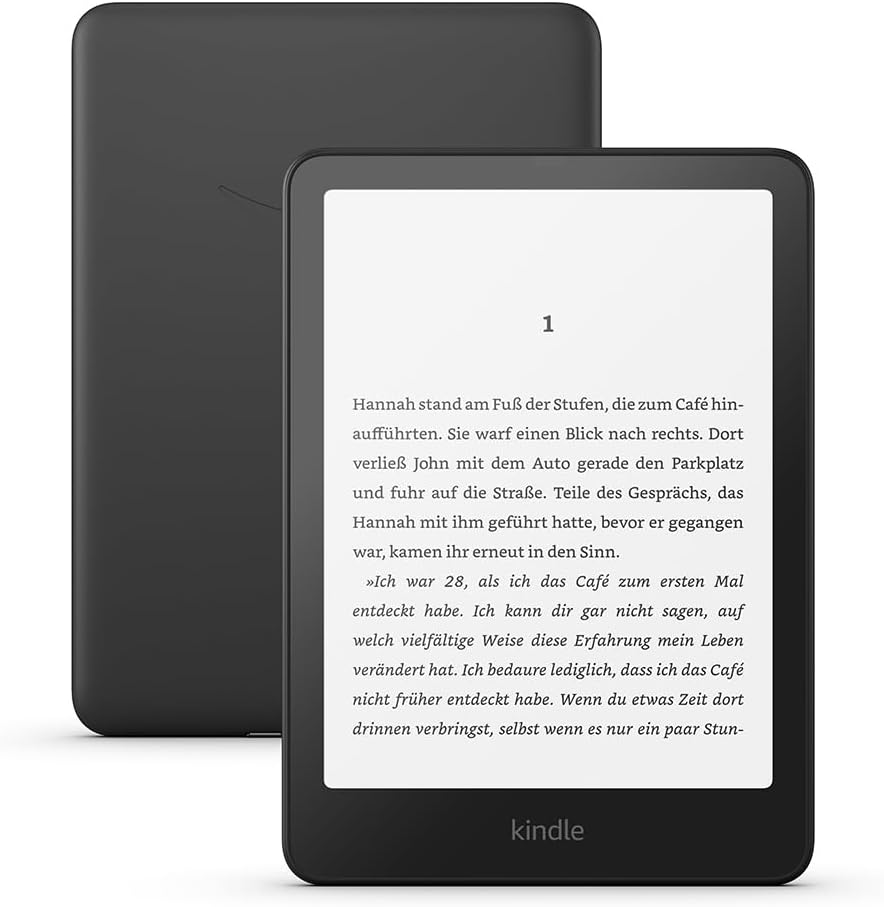 1
Hannah stand am Fuß der Stufen, die zum Café hin-
aufführten. Sie warf einen Blick nach rechts. Dort
verließ John mit dem Auto gerade den Parkplatz
und fuhr auf die Straße. Teile des Gesprächs, das
Hannah mit ihm geführt hatte, bevor er gegangen
war, kamen ihr erneut in den Sinn.
»Ich war 28, als ich das Café zum ersten Mal
entdeckt habe. Ich kann dir gar nicht sagen, auf
welch vielfältige Weise diese Erfahrung mein Leben
verändert hat. Ich bedaure lediglich, dass ich das Café
nicht früher entdeckt habe. Wenn du etwas Zeit dort
drinnen verbringst, selbst wenn es nur ein paar Stun-
kindle